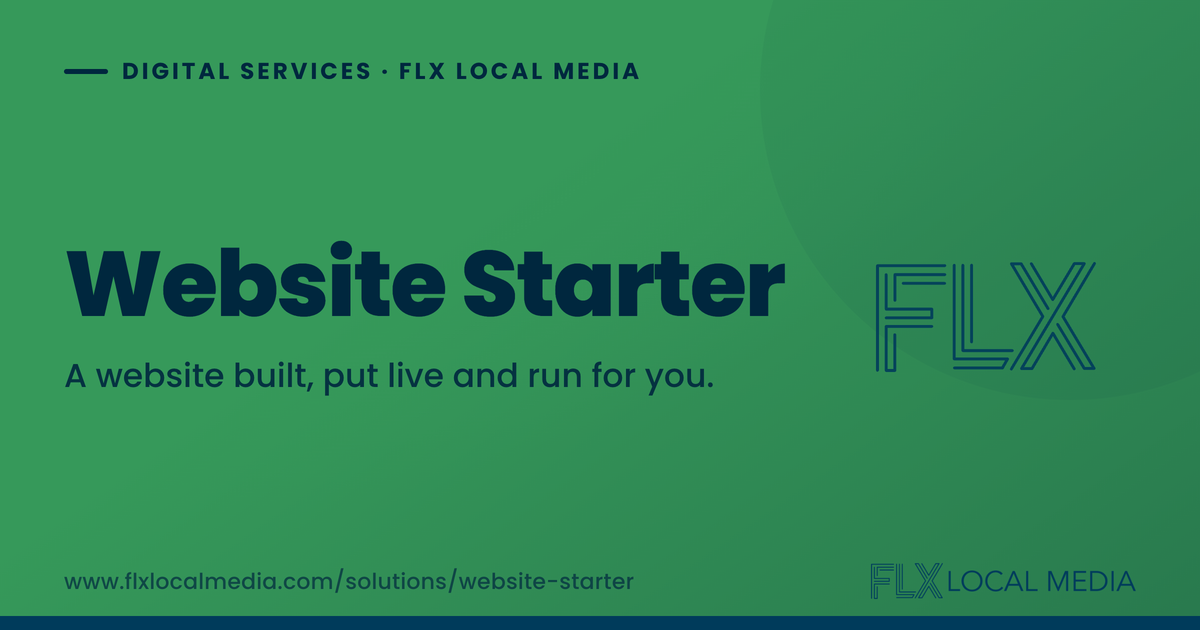 DIGITAL SERVICES · FLX LOCAL MEDIA
Website Starter
A website built, put live and run for you.
FLX
www.flxlocalmedia.com/solutions/website-starter
FLX LOCAL MEDIA